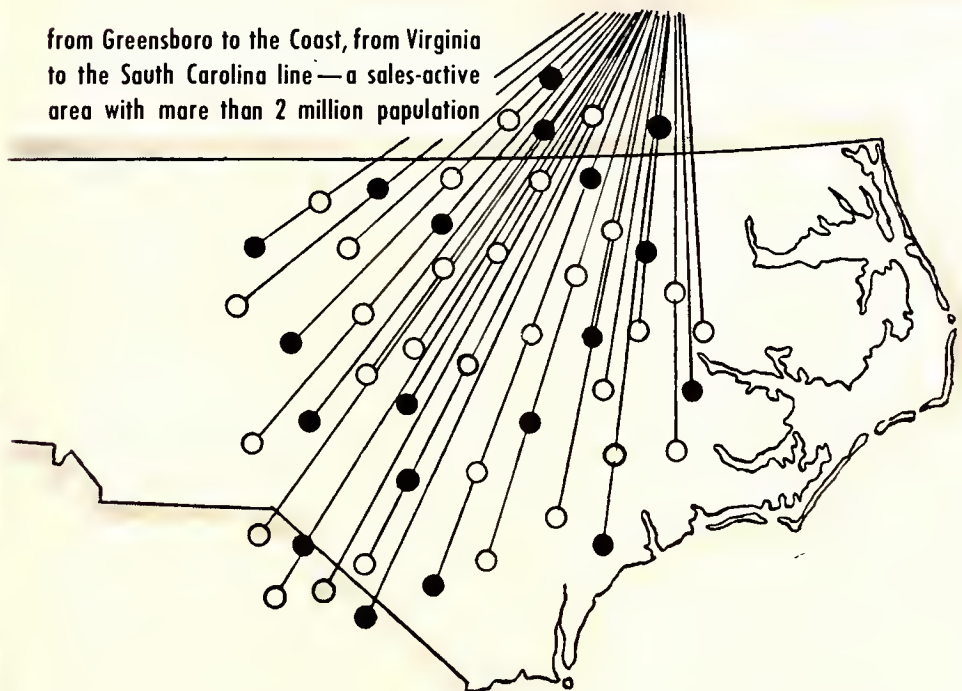 from Greensboro to the Coast, from Virginia
to the Sauth Carolina line—a sales-active
area with more than 2 million papulation